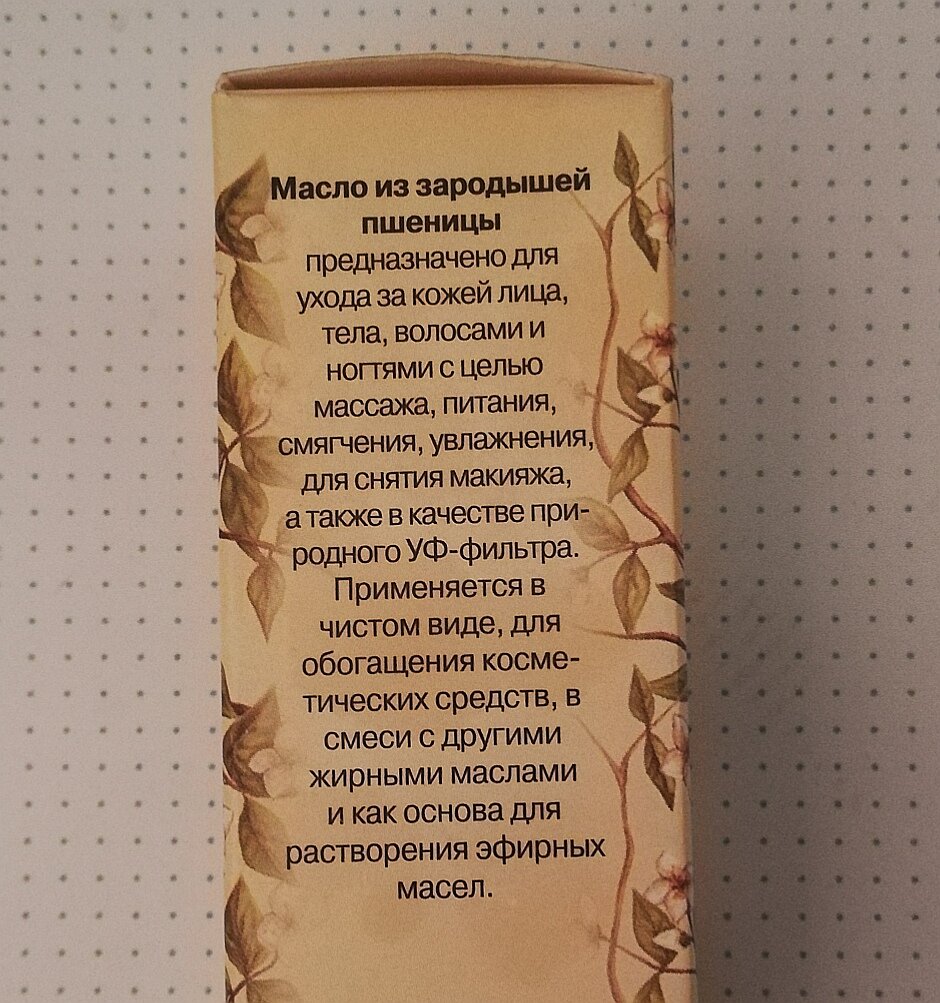 Масло из зародышей
пшеницы
предназначено для
ухода за кожей лица,
тела, волосами и
ногтями с целью
массажа, питания,
смягчения, увлажнения,
для снятия макияжа,
а также в качестве при-
родного УФ-фильтра.
Применяется в
чистом виде, для
обогащения косме-
тических средств, в
смеси с другими
жирными маслами
и как основа для
растворения эфирных
масел.